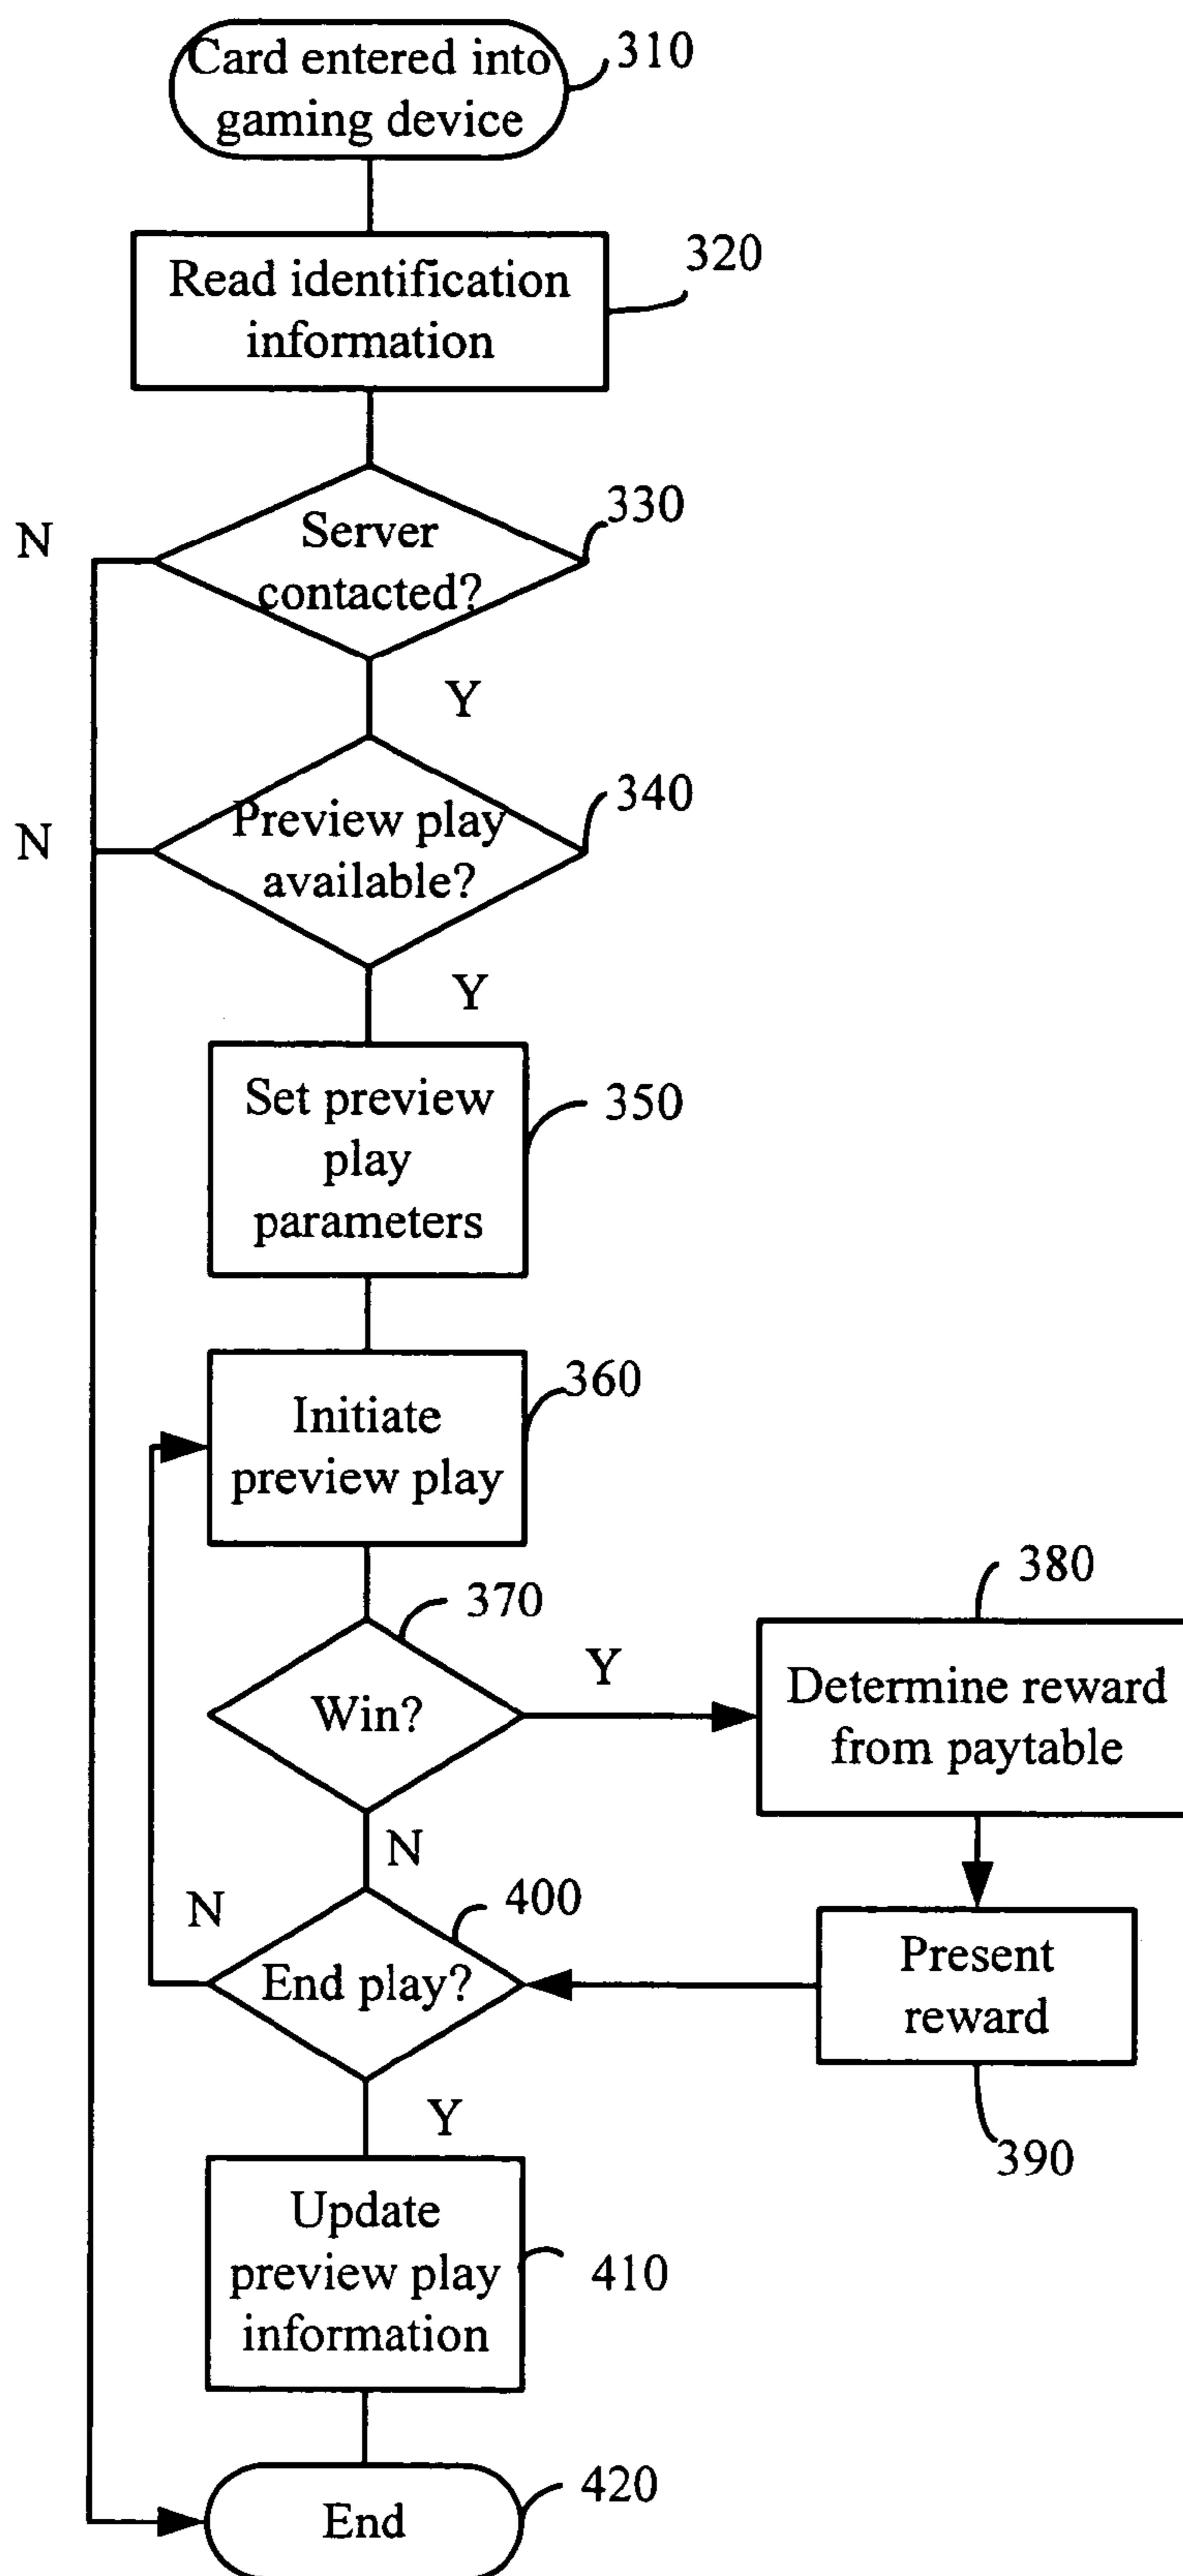 Card entered into
gaming device
310
Read identification
information
320
Server
contacted?
330
N
Y
Preview play
available?
340
N
Y
Set preview
play
parameters
350
Initiate
preview play
360
370
Win?
Y
380
Determine reward
from paytable
N
400
N
End play?
Present
reward
390
Y
Update
preview play
information
410
End
420